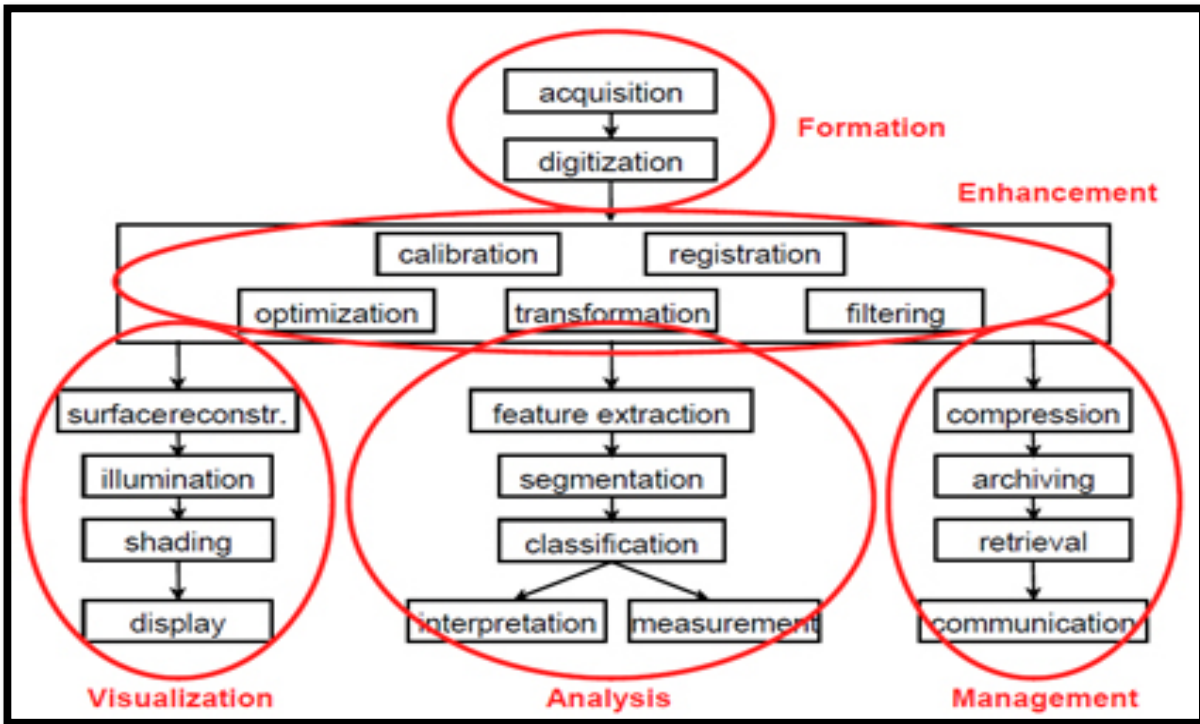 acquisition
Formation
digitization
Enhancement
calibration registration
optimization transformation filtering
surfacereconstr. feature extraction compression
illumination segmentation archiving
shading classification retrieval
display interpretation measurement communication
Visualization Analysis Management